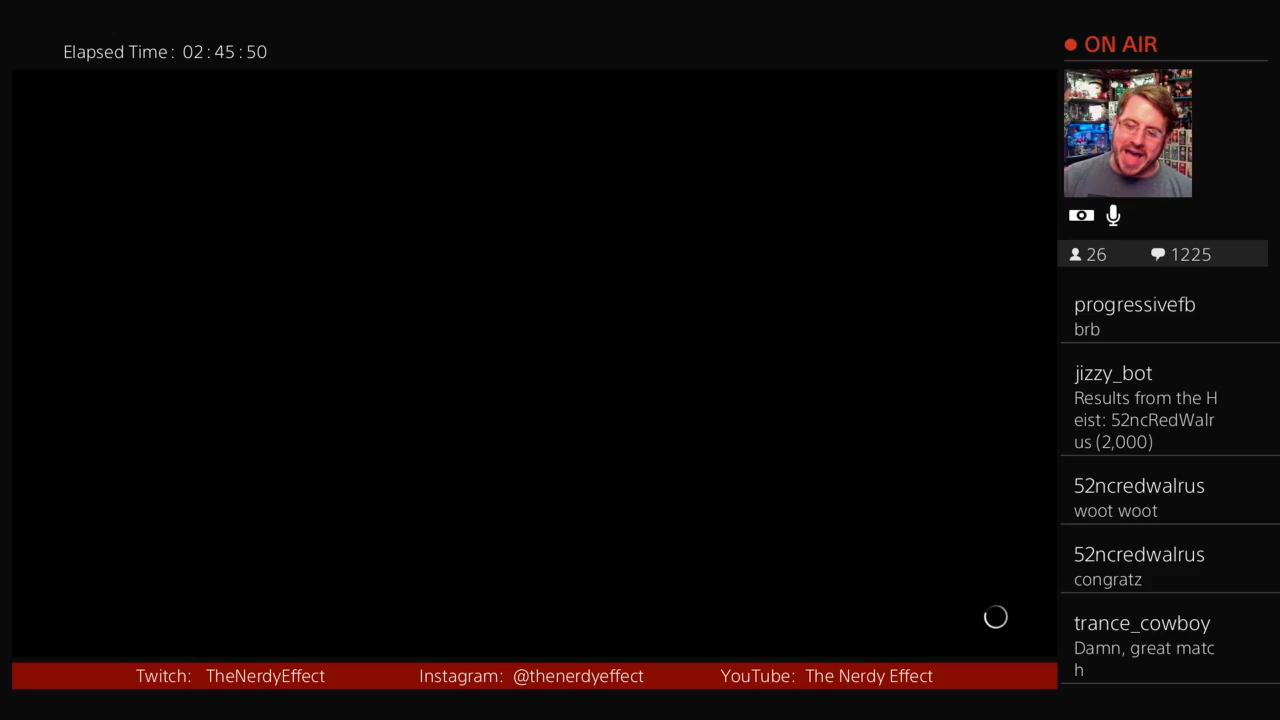 Elapsed Time: 02:45:50
ON AIR
26 1225
progressivefb
brb
jizzy_bot
Results from the H
eist: 52ncRedWalr
us (2,000)
52ncredwalrus
woot woot
52ncredwalrus
congratz
trance_cowboy
Damn, great matc
h
Twitch: TheNerdyEffect Instagram: @thenerdyeffect YouTube: The Nerdy Effect